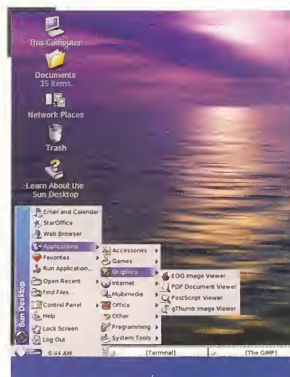 This Computer
Documents
15 items
Network Places
Trash
Learn About the
Sun Desktop
Email and Calendar
StarOffice
Web Browser
Applications
Favorites
Run Application...
Open Recent
Find Files...
Control Panel
Help
Lock Screen
Log Out
Sun Desktop
Accessories
Games
Graphics
Internet
Multimedia
Office
Other
Programming
System Tools
EOG Image Viewer
PDF Document Viewer
PostScript Viewer
gThumb Image Viewer
6:44 AM
[Terminal]
[The GIMP]